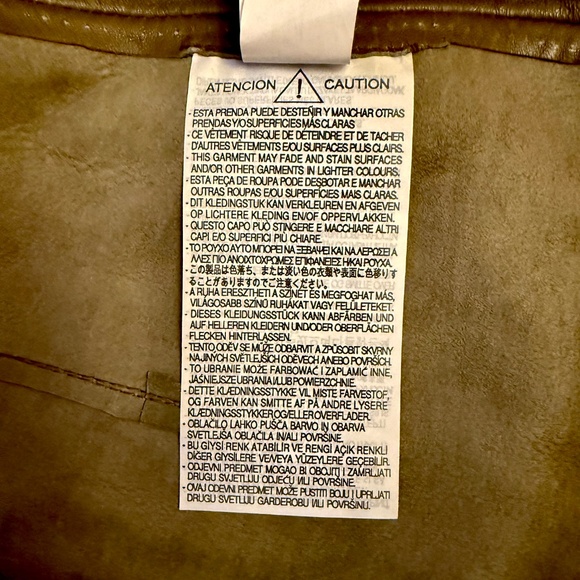 ATENCION CAUTION
- ESTA PRENDA PUEDE DESTEÑIR Y MANCHAR OTRAS
PRENDAS Y/O SUPERFICIES MÁS CLARAS
- CE VÊTEMENT RISQUE DE DÉTEINDRE ET DE TACHER
D'AUTRES VÊTEMENTS E/OU SURFACES PLUS CLAIRS.
- THIS GARMENT MAY FADE AND STAIN SURFACES
AND/OR OTHER GARMENTS IN LIGHTER COLOURS.
- ESTA PEÇA DE ROUPA PODE DESBOTAR E MANCHAR
OUTRAS ROUPAS E/OU SUPERFICIES MAIS CLARAS.
- DIT KLEDINGSTUK KAN VERKLEUREN EN AFGEVEN
OP LICHTERE KLEDING EN/OF OPPERVLAKKEN.
- QUESTO CAPO PUÒ STINGERE E MACCHIARE ALTRI
CAPI E/O SUPERFICI PIÙ CHIARE.
- ΤΟ ΡΟΥΧΟ ΑΥΤΟ ΜΠΟΡΕΙ ΝΑ ΞΕΒΑΨΕΙ ΚΑΙ ΝΑ ΛΕΡΩΣΕΙ Α
ΛΛΕΣ ΠΙΟ ΑΝΟΙΧΤΟΧΡΩΜΕΣ ΕΠΙΦΑΝΕΙΕΣ Η/ΚΑΙ ΡΟΥΧΑ.
- この製品は色落ち、または淡い色の衣類や表面に色移りす
ることがありますのでご注意ください。
- A RUHA ERESZTHETI A SZÍNÉT ÉS MEGFOGHAT MÁS,
VILÁGOSABB SZÍNŰ RUHÁKAT VAGY FELÜLETEKET.
- DIESES KLEIDUNGSSTÜCK KANN ABFÄRBEN UND
AUF HELLEREN KLEIDERN UND/ODER OBERFLÄCHEN
FLECKEN HINTERLASSEN.
- TENTO ODĚV SE MŮŽE ODBARVIT A ZPŮSOBIT SKVRNY
NA JINÝCH SVĚTLEJŠÍCH ODĚVECH ANEBO POVRŠÍCH.
- TO UBRANIE MOŻE FARBOWAĆ I ZAPLAMIĆ INNE,
JAŚNIEJSZE UBRANIA I/LUB POWIERZCHNIE.
- DETTE KLÆDNINGSSTYKKE VIL MISTE FARVESTOF,
OG FARVEN KAN SMITTE AF PÅ ANDRE LYSERE
KLÆDNINGSSTYKKER OG/ELLER OVERFLADER.
- OBLAČILO LAHKO PUŠČA BARVO IN OBARVA
SVETLEJŠA OBLAČILA IN/ALI POVRŠINE.
- BU GİYSİ RENK ATABİLİR VE RENGİ AÇIK RENKLİ
DİĞER GİYSİLERE VE/VEYA YÜZEYLERE GEÇEBİLİR.
- ODJEVNI PREDMET MOGAO BI OBOJITI I ZAMRLJATI
DRUGU SVJETLIJU ODJEĆU I/ILI POVRŠINE.
- OVAJ ODEVNI PREDMET MOŽE PUSTITI BOJU I UPRLJATI
DRUGU SVETLIJU GARDEROBU I/ILI POVRŠINU.